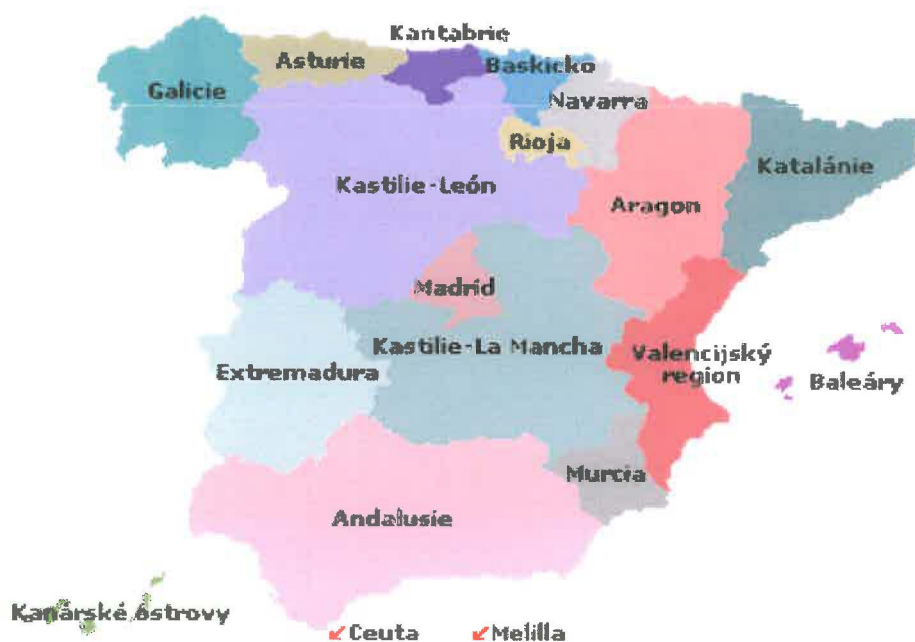 Kantabrie
Asturie
Baskicko
Galicie
Navarra
Rioja
Katalánie
Kastilie-León
Aragon
Madrid
Kastilie-La Mancha
Valencijský
region
Extremadura
Baleáry
Murcia
Andalusie
Kanárské ostrovy
Ceuta
Melilla